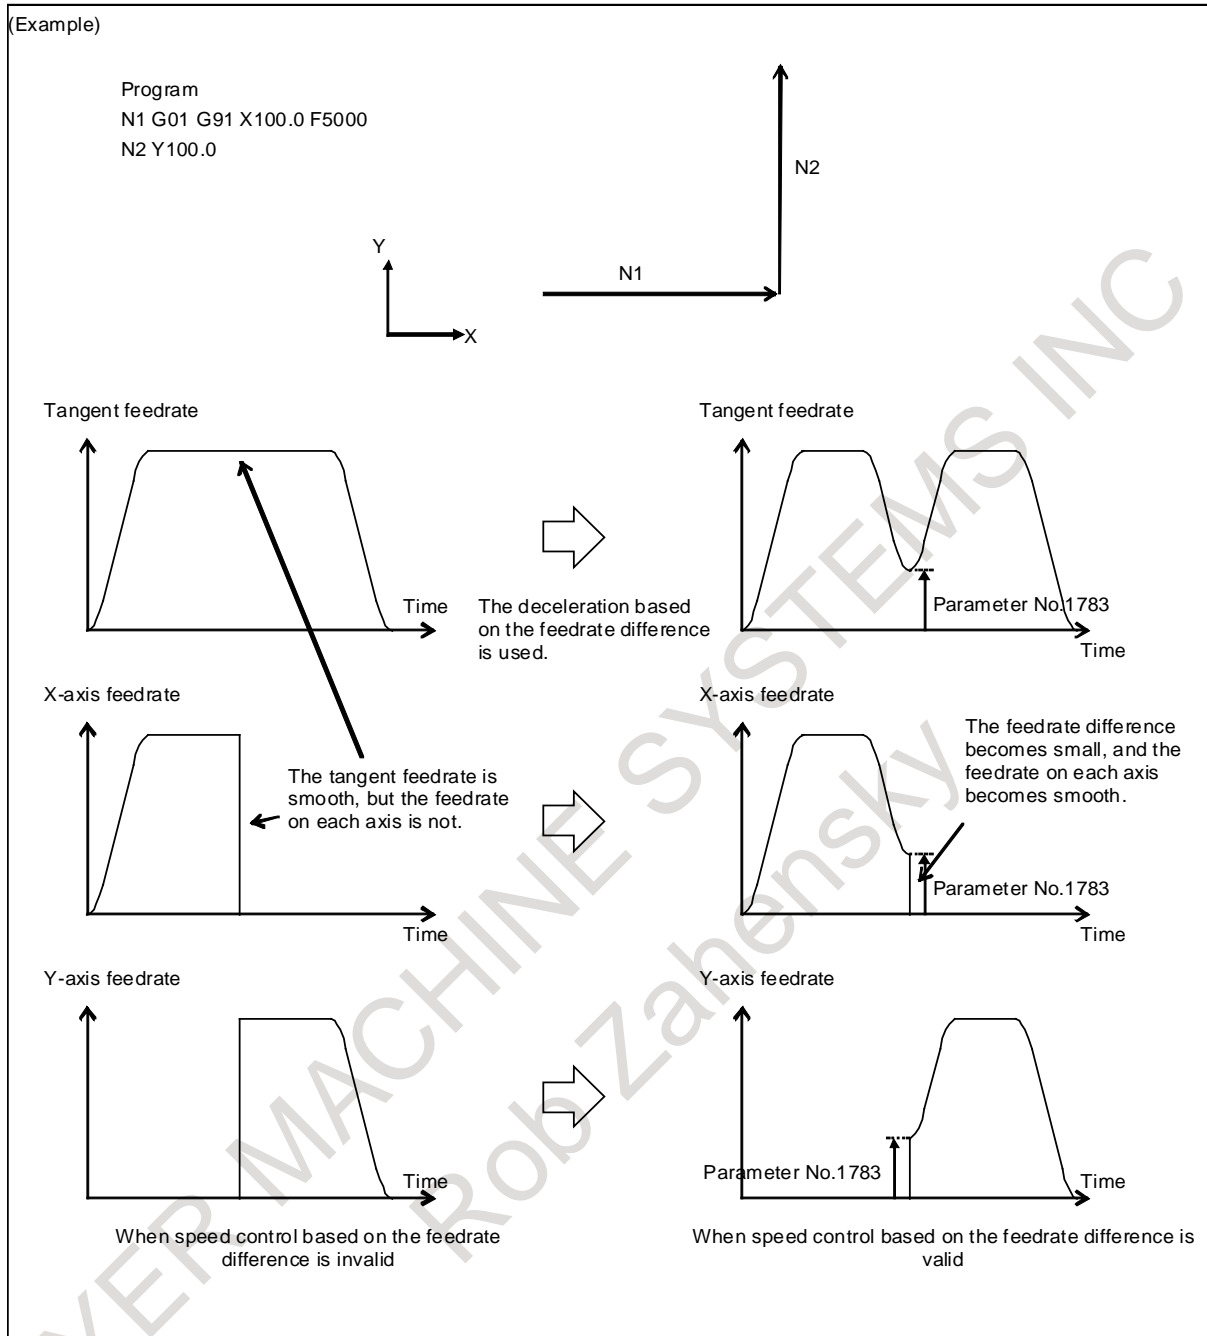 (Example)
Program
N1 G01 G91 X100.0 F5000
N2 Y100.0
N2
Y
N1
X
Tangent feedrate
Time
The deceleration based
on the feedrate difference
is used.
Tangent feedrate
Parameter No.1783
Time
X-axis feedrate
The tangent feedrate is
smooth, but the feedrate
on each axis is not.
Time
X-axis feedrate
The feedrate difference
becomes small, and the
feedrate on each axis
becomes smooth.
Parameter No.1783
Time
Y-axis feedrate
Time
When speed control based on the feedrate
difference is invalid
Y-axis feedrate
Parameter No.1783
Time
When speed control based on the feedrate difference is
valid
YER MACHINE SYSTEMS INC
Rob Zahensky